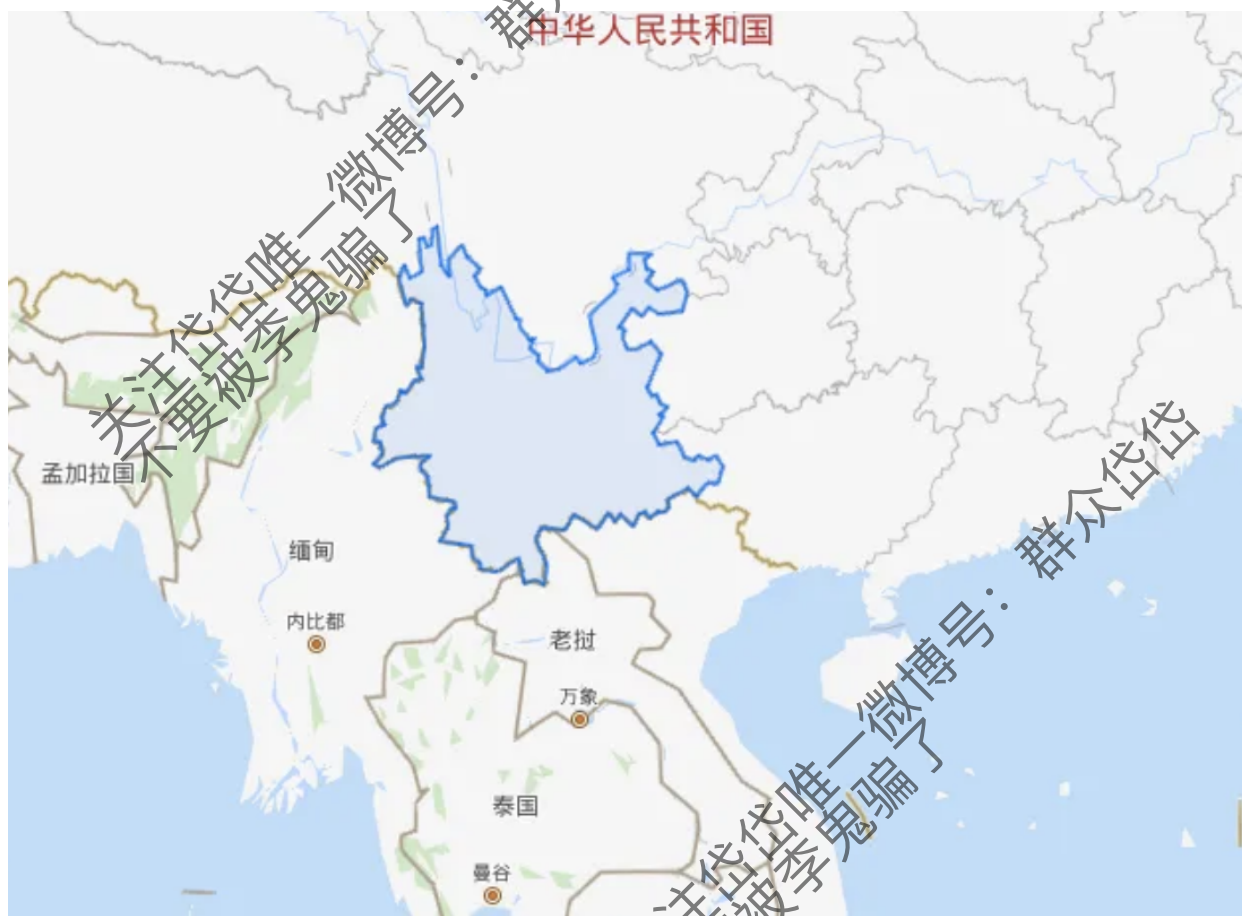 中华人民共和国
关注岱岱唯一微博号：群
不要被李鬼骗了
孟加拉国
缅甸
内比都
老挝
万象
泰国
曼谷
注岱岱唯一微博号：群众岱岱
被李鬼骗了